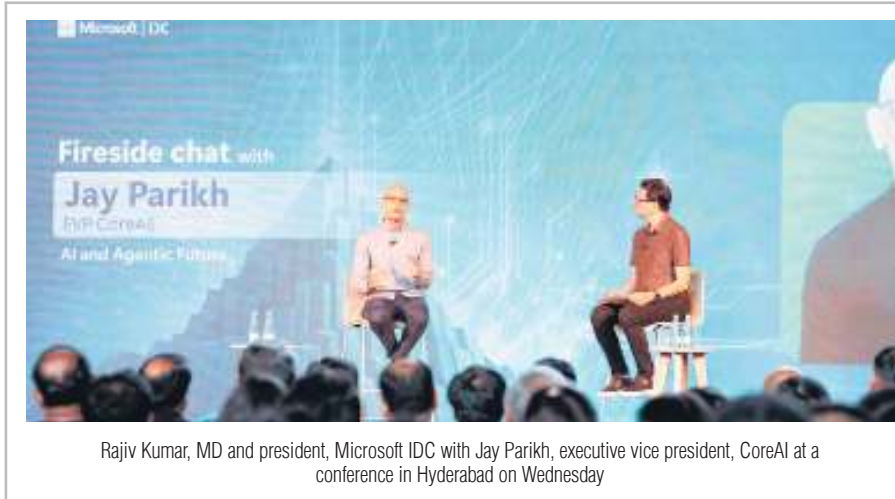 Microsoft | IDC
Fireside chat with
Jay Parikh
EVP CoreAI
AI and Agentic Future
Rajiv Kumar, MD and president, Microsoft IDC with Jay Parikh, executive vice president, CoreAI at a
conference in Hyderabad on Wednesday